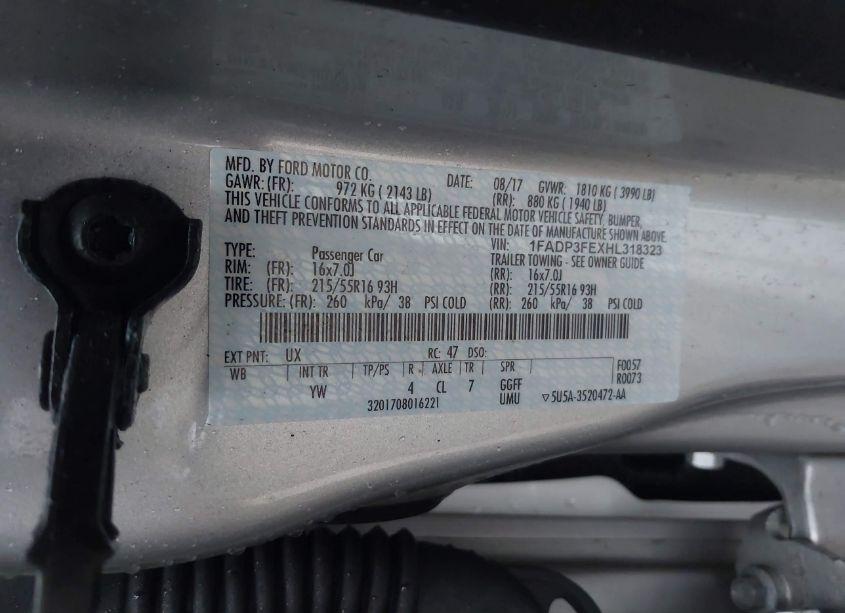 MFD. BY FORD MOTOR CO.
DATE: 08/17 GVWR: 1810 KG ( 3990 LB)
GAWR: (FR): 972 KG ( 2143 LB) (RR): 880 KG ( 1940 LB)
THIS VEHICLE CONFORMS TO ALL APPLICABLE FEDERAL MOTOR VEHICLE SAFETY, BUMPER,
AND THEFT PREVENTION STANDARDS IN EFFECT ON THE DATE OF MANUFACTURE SHOWN ABOVE.
VIN: 1FADP3FEXHL318323
TYPE: Passenger Car TRAILER TOWING - SEE OWNER GUIDE
RIM: (FR): 16x7.0J (RR): 16x7.0J
TIRE: (FR): 215/55R16 93H (RR): 215/55R16 93H
PRESSURE: (FR): 260 kPa/ 38 PSI COLD (RR): 260 kPa/ 38 PSI COLD
EXT PNT: UX RC: 47 DSO:
WB INT TR TP/PS R AXLE TR SPR F0057
R0073
YW 4 CL 7 GGFF
3201708016221 UMU ▽5U5A-3520472-AA